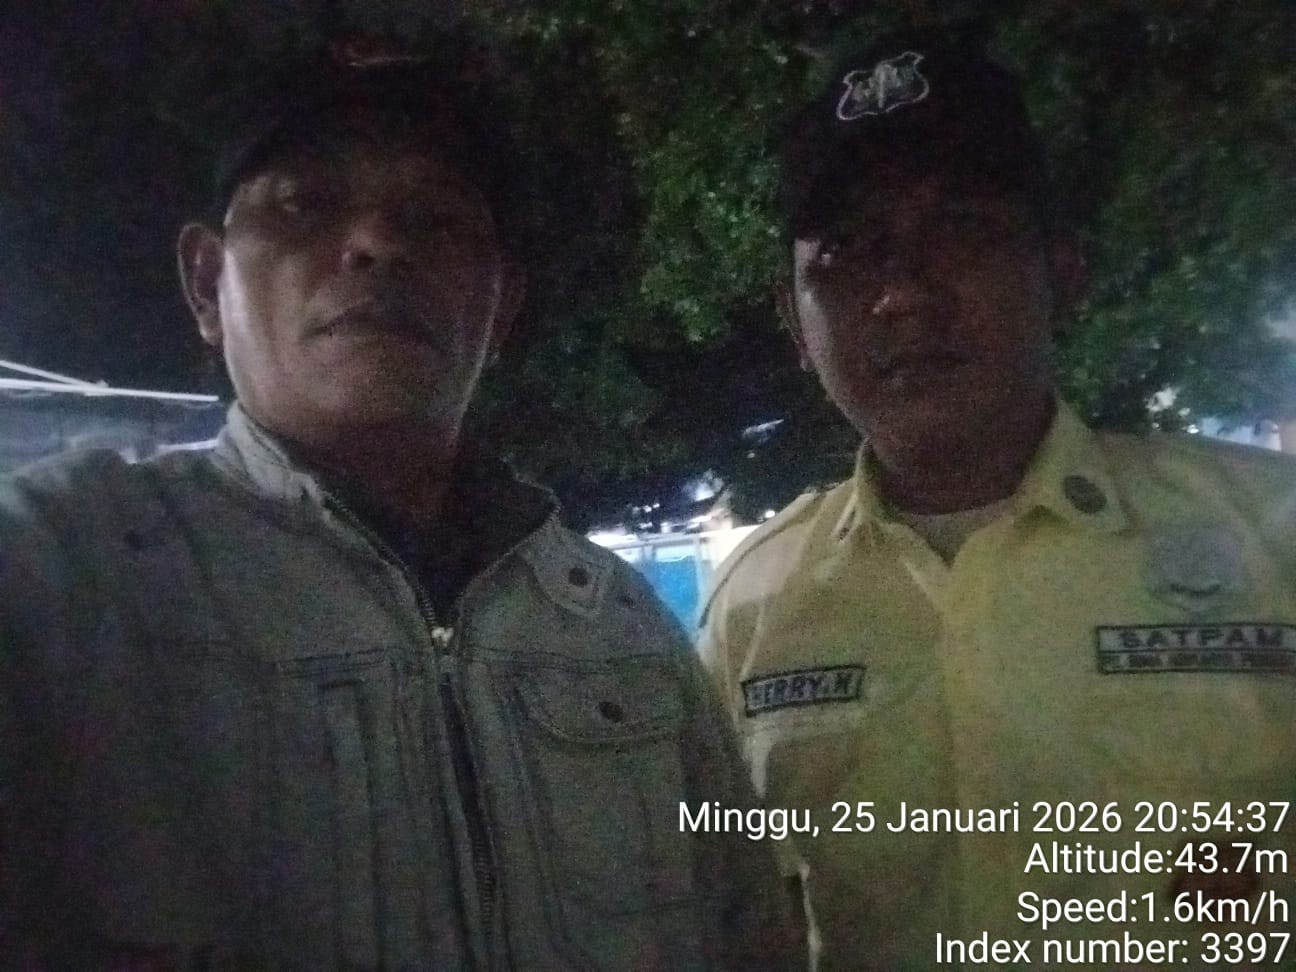 SATPAM
Minggu, 25 Januari 2026 20:54:37
Altitude:43.7m
Speed:1.6km/h
Index number: 3397